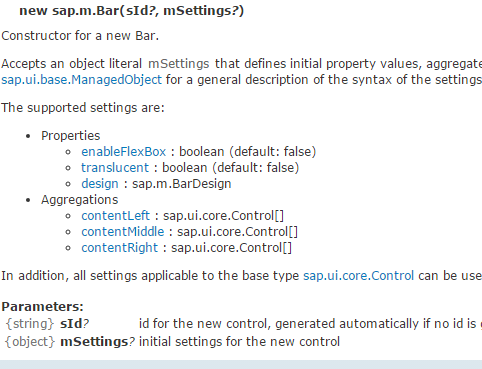 new sap.m.Bar(sId?, mSettings?)
Constructor for a new Bar.
Accepts an object literal mSettings that defines initial property values, aggregate
sap.ui.base.ManagedObject for a general description of the syntax of the settings
The supported settings are:
• Properties
◦ enableFlexBox : boolean (default: false)
◦ translucent : boolean (default: false)
◦ design : sap.m.BarDesign
• Aggregations
◦ contentLeft : sap.ui.core.Control[]
◦ contentMiddle : sap.ui.core.Control[]
◦ contentRight : sap.ui.core.Control[]
In addition, all settings applicable to the base type sap.ui.core.Control can be use
Parameters:
{string} sId? id for the new control, generated automatically if no id is
{object} mSettings? initial settings for the new control